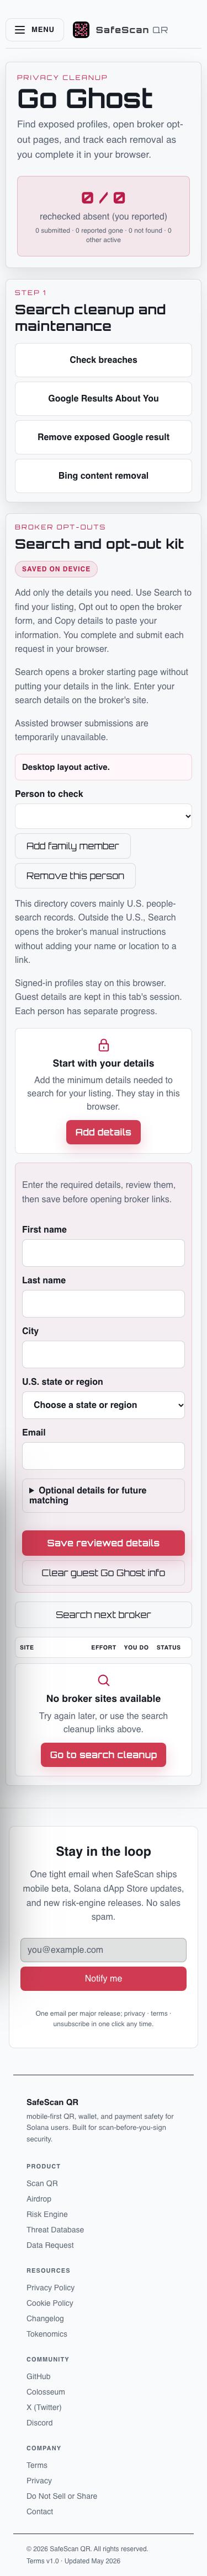 MENU
SafeScan QR
PRIVACY CLEANUP
Go Ghost
Find exposed profiles, open broker opt-
out pages, and track each removal as
you complete it in your browser.
0 / 0
rechecked absent (you reported)
0 submitted · 0 reported gone · 0 not found · 0
other active
STEP 1
Search cleanup and
maintenance
Check breaches
Google Results About You
Remove exposed Google result
Bing content removal
BROKER OPT-OUTS
Search and opt-out kit
SAVED ON DEVICE
Add only the details you need. Use Search to
find your listing, Opt out to open the broker
form, and Copy details to paste your
information. You complete and submit each
request in your browser.
Search opens a broker starting page without
putting your details in the link. Enter your
search details on the broker's site.
Assisted browser submissions are
temporarily unavailable.
Desktop layout active.
Person to check
Add family member
Remove this person
This directory covers mainly U.S. people-
search records. Outside the U.S., Search
opens the broker's manual instructions
without adding your name or location to a
link.
Signed-in profiles stay on this browser.
Guest details are kept in this tab's session.
Each person has separate progress.
Start with your details
Add the minimum details needed to
search for your listing. They stay in this
browser.
Add details
Enter the required details, review them,
then save before opening broker links.
First name
Last name
City
U.S. state or region
Choose a state or region
Email
Optional details for future
matching
Save reviewed details
Clear guest Go Ghost info
Search next broker
SITE EFFORT YOU DO STATUS
No broker sites available
Try again later, or use the search
cleanup links above.
Go to search cleanup
Stay in the loop
One tight email when SafeScan ships
mobile beta, Solana dApp Store updates,
and new risk-engine releases. No sales
spam.
you@example.com
Notify me
One email per major release; privacy · terms ·
unsubscribe in one click any time.
SafeScan QR
mobile-first QR, wallet, and payment safety for
Solana users. Built for scan-before-you-sign
security.
PRODUCT
Scan QR
Airdrop
Risk Engine
Threat Database
Data Request
RESOURCES
Privacy Policy
Cookie Policy
Changelog
Tokenomics
COMMUNITY
GitHub
Colosseum
X (Twitter)
Discord
COMPANY
Terms
Privacy
Do Not Sell or Share
Contact
© 2026 SafeScan QR. All rights reserved.
Terms v1.0 · Updated May 2026